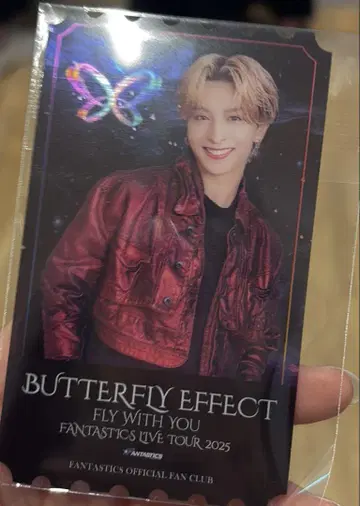 BUTTERFLY EFFECT
FLY WITH YOU
FANTASTICS LIVE TOUR 2025
FANTASTICS
FANTASTICS OFFICIAL FAN CLUB